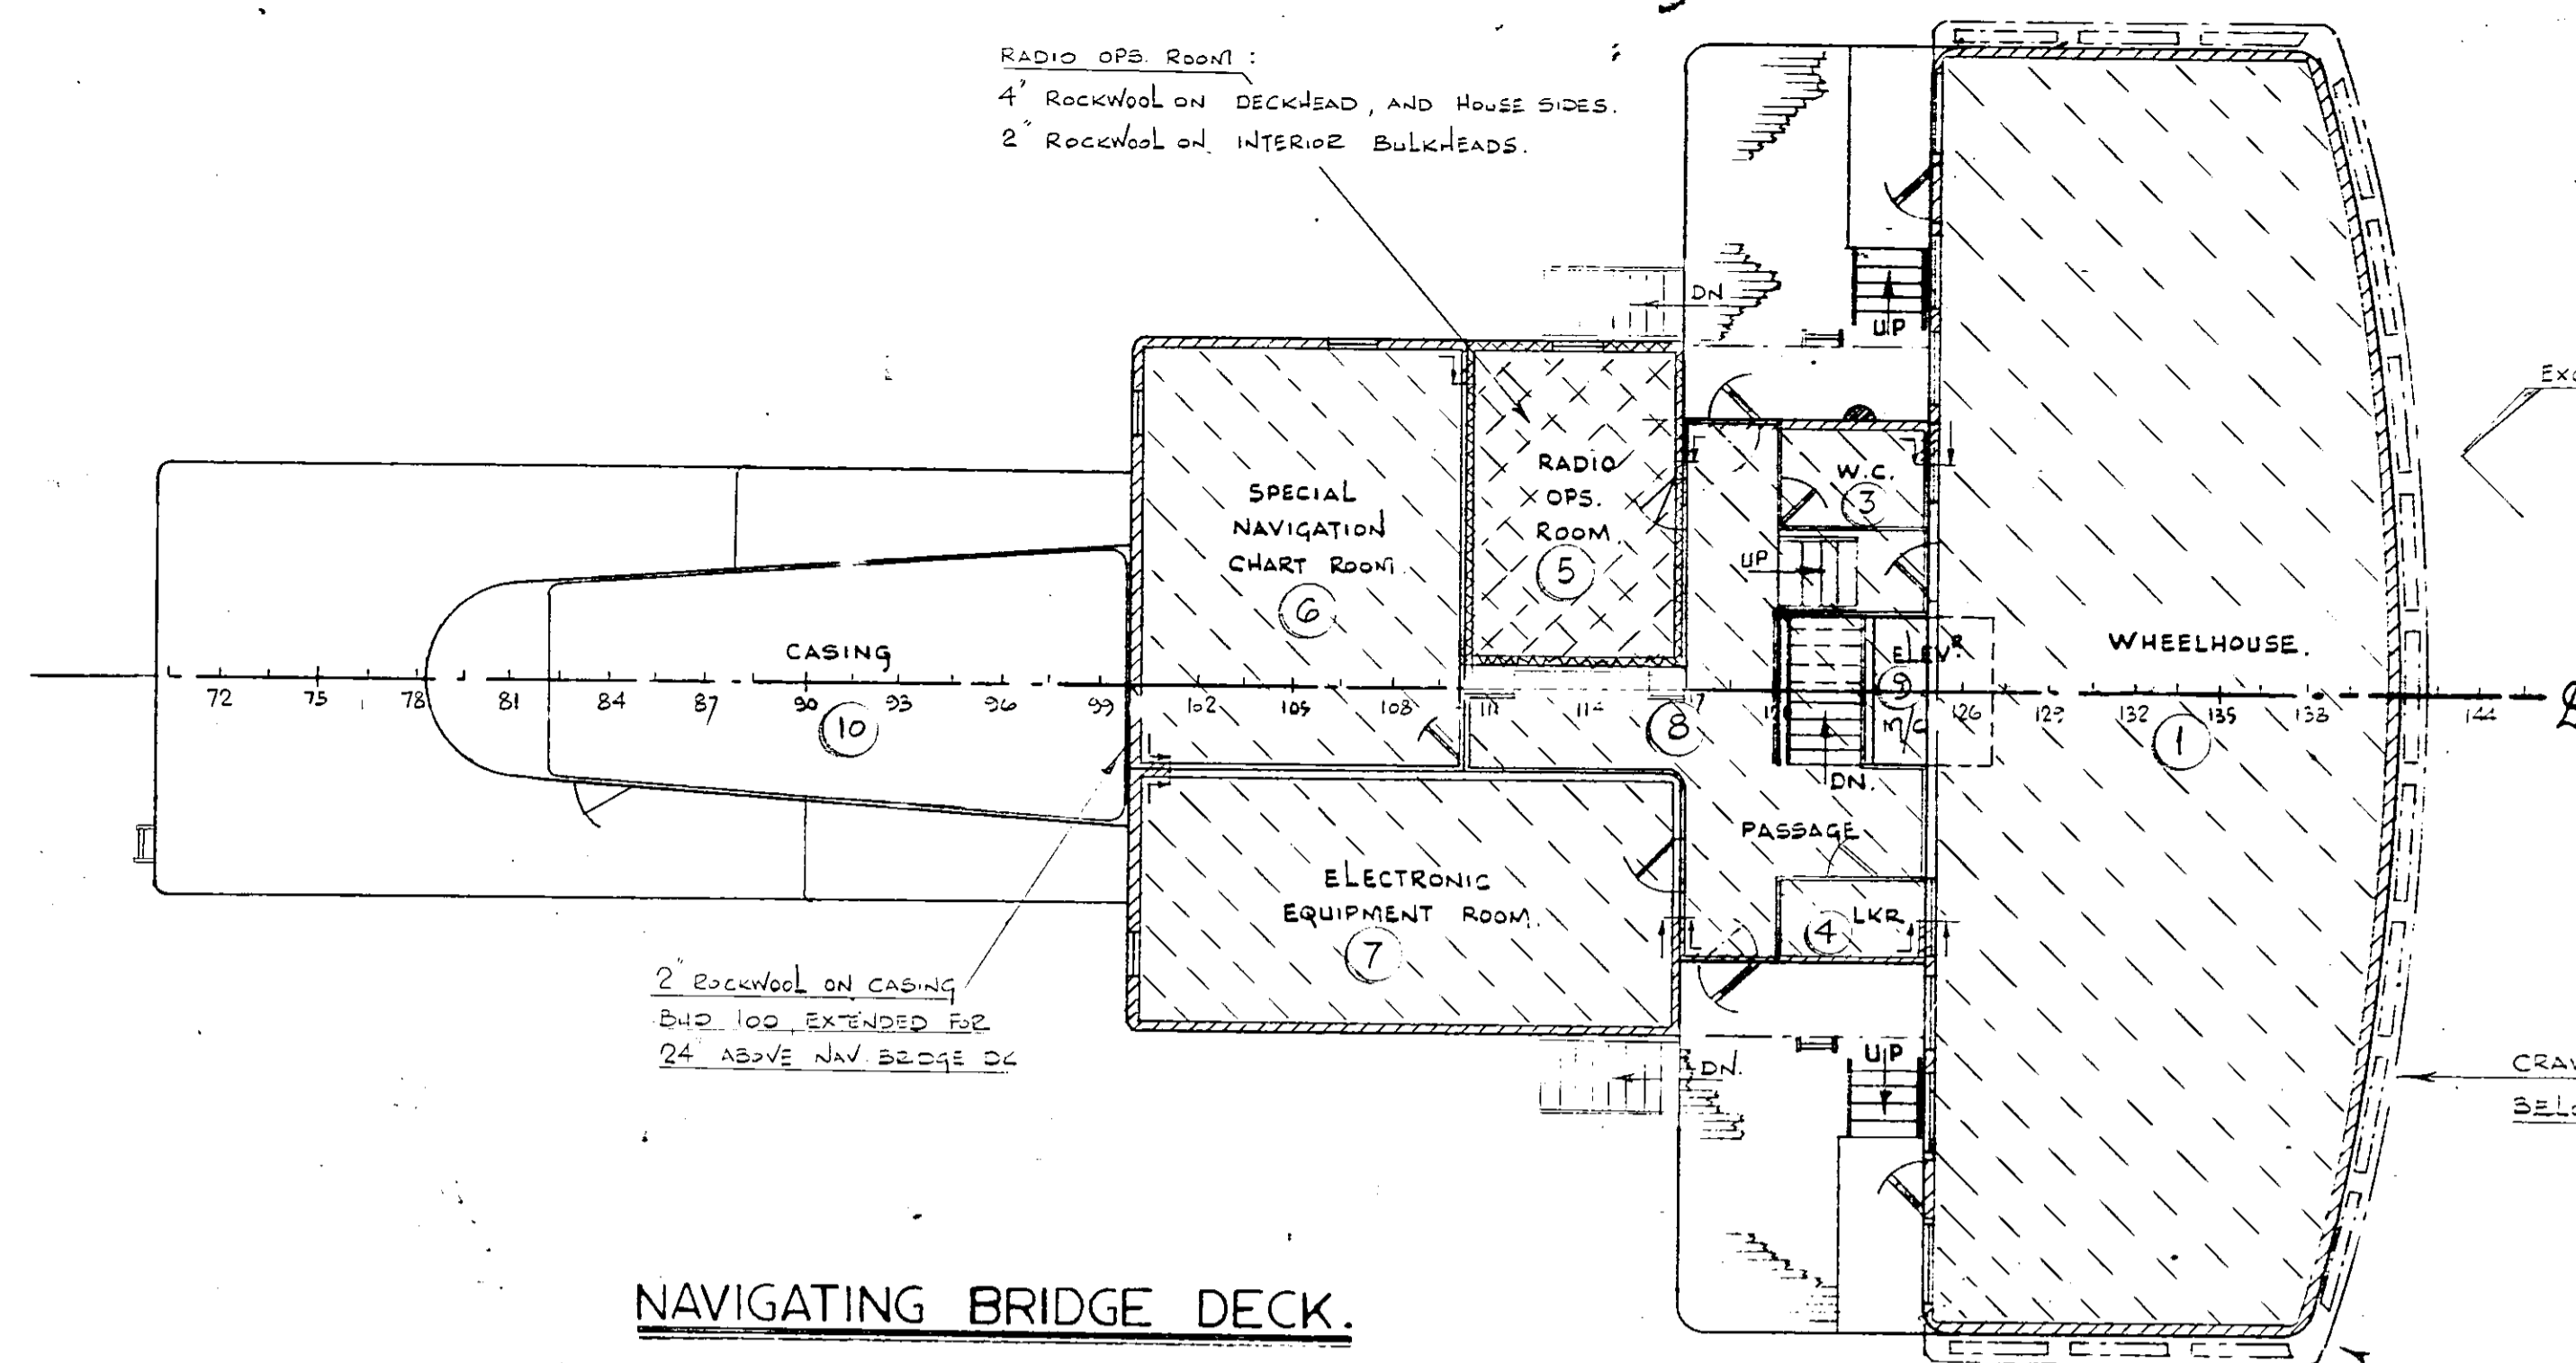 RADIO OPS. ROOM :
4" ROCKWOOL ON DECKHEAD, AND HOUSE SIDES.
2" ROCKWOOL ON INTERIOR BULKHEADS.
DN
UP
SPECIAL
NAVIGATION
CHART ROOM.
6
RADIO
OPS.
ROOM.
5
W.C.
3
UP
CASING
10
ELEVR
9
M/C
WHEELHOUSE.
1
72 75 78 81 84 87 90 93 96 99 102 105 108 111 114 117 126 129 132 135 138 144
8
DN.
PASSAGE
ELECTRONIC
EQUIPMENT ROOM.
7
4 LKR
2" ROCKWOOL ON CASING
BHD 100, EXTENDED FOR
24" ABOVE NAV. BRIDGE DK
DN.
UP
NAVIGATING BRIDGE DECK.